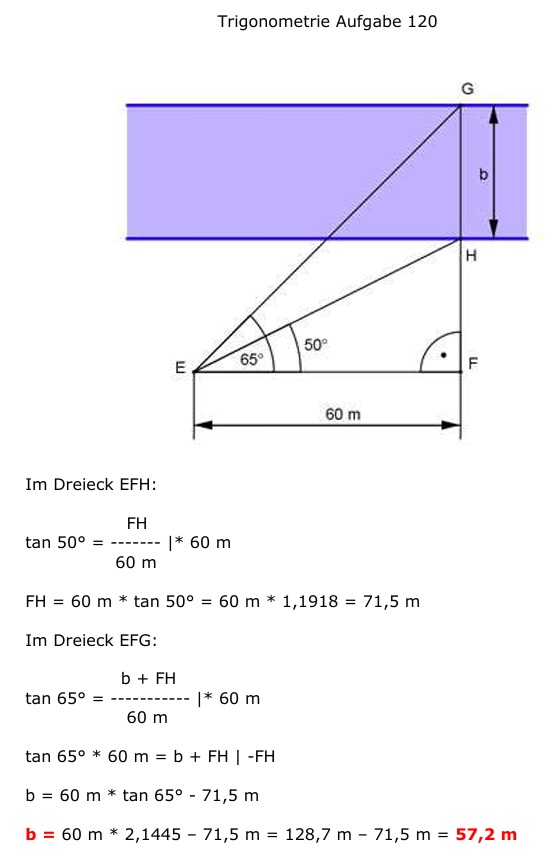 Trigonometrie Aufgabe 120
G
b
H
50°
65°
E
F
60 m
Im Dreieck EFH:
FH
tan 50° = ------- |* 60 m
60 m
FH = 60 m * tan 50° = 60 m * 1,1918 = 71,5 m
Im Dreieck EFG:
b + FH
tan 65° = ----------- |* 60 m
60 m
tan 65° * 60 m = b + FH | -FH
b = 60 m * tan 65° - 71,5 m
b = 60 m * 2,1445 – 71,5 m = 128,7 m – 71,5 m = 57,2 m